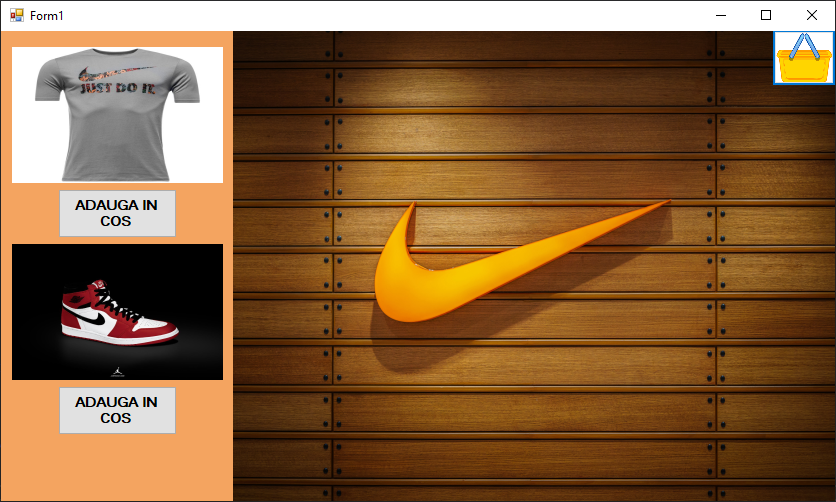 Form1
JUST DO IT
ADAUGA IN
COS
ADAUGA IN
COS